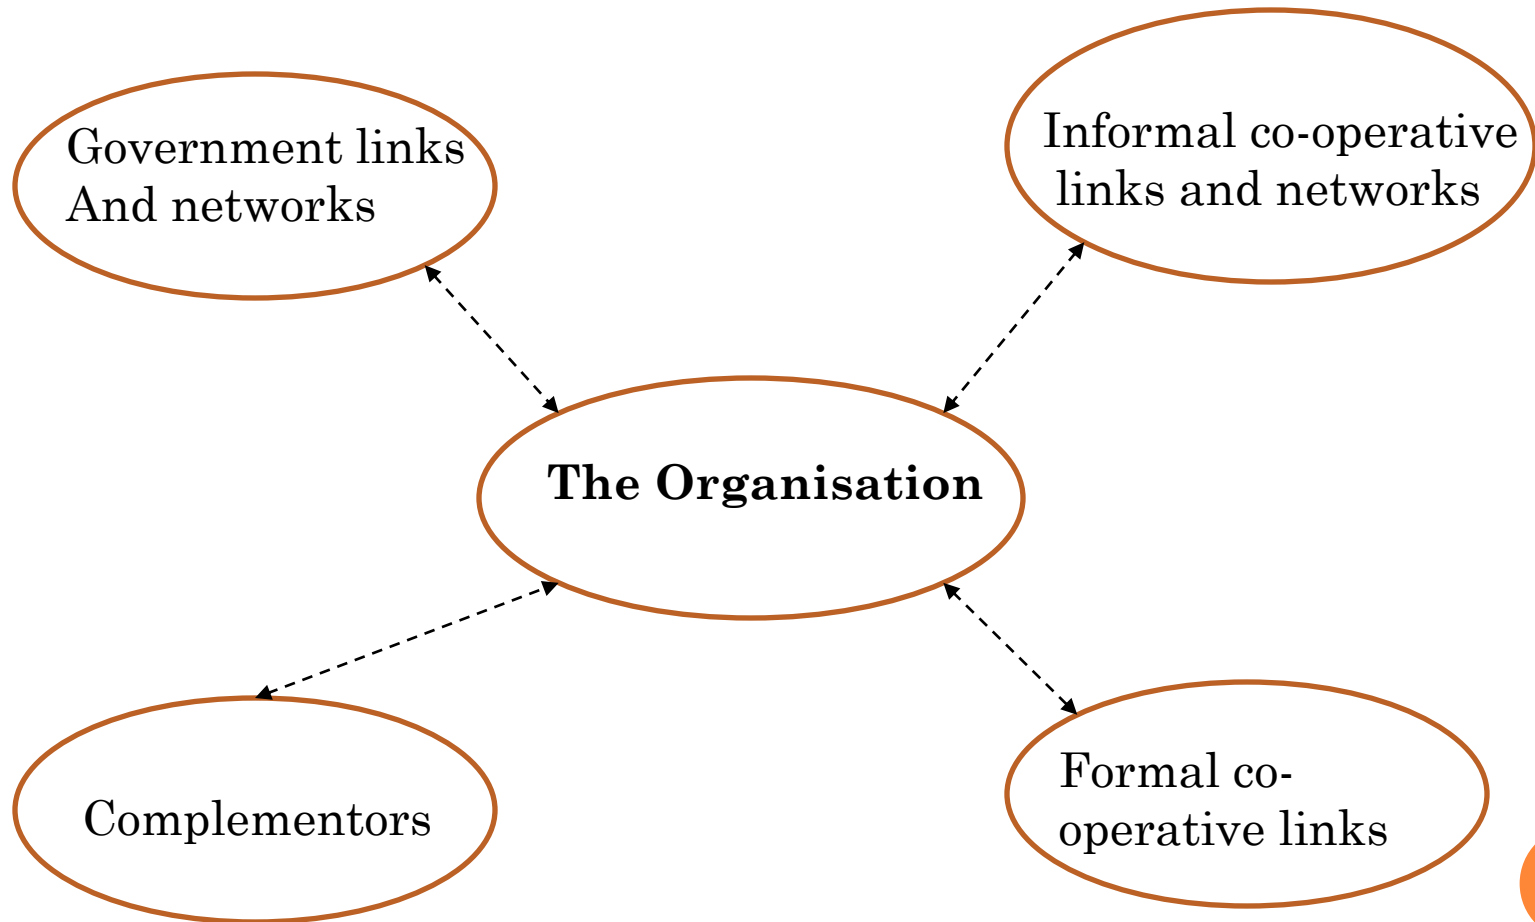 Government links
And networks
Informal co-operative
links and networks
The Organisation
Complementors
Formal co-
operative links